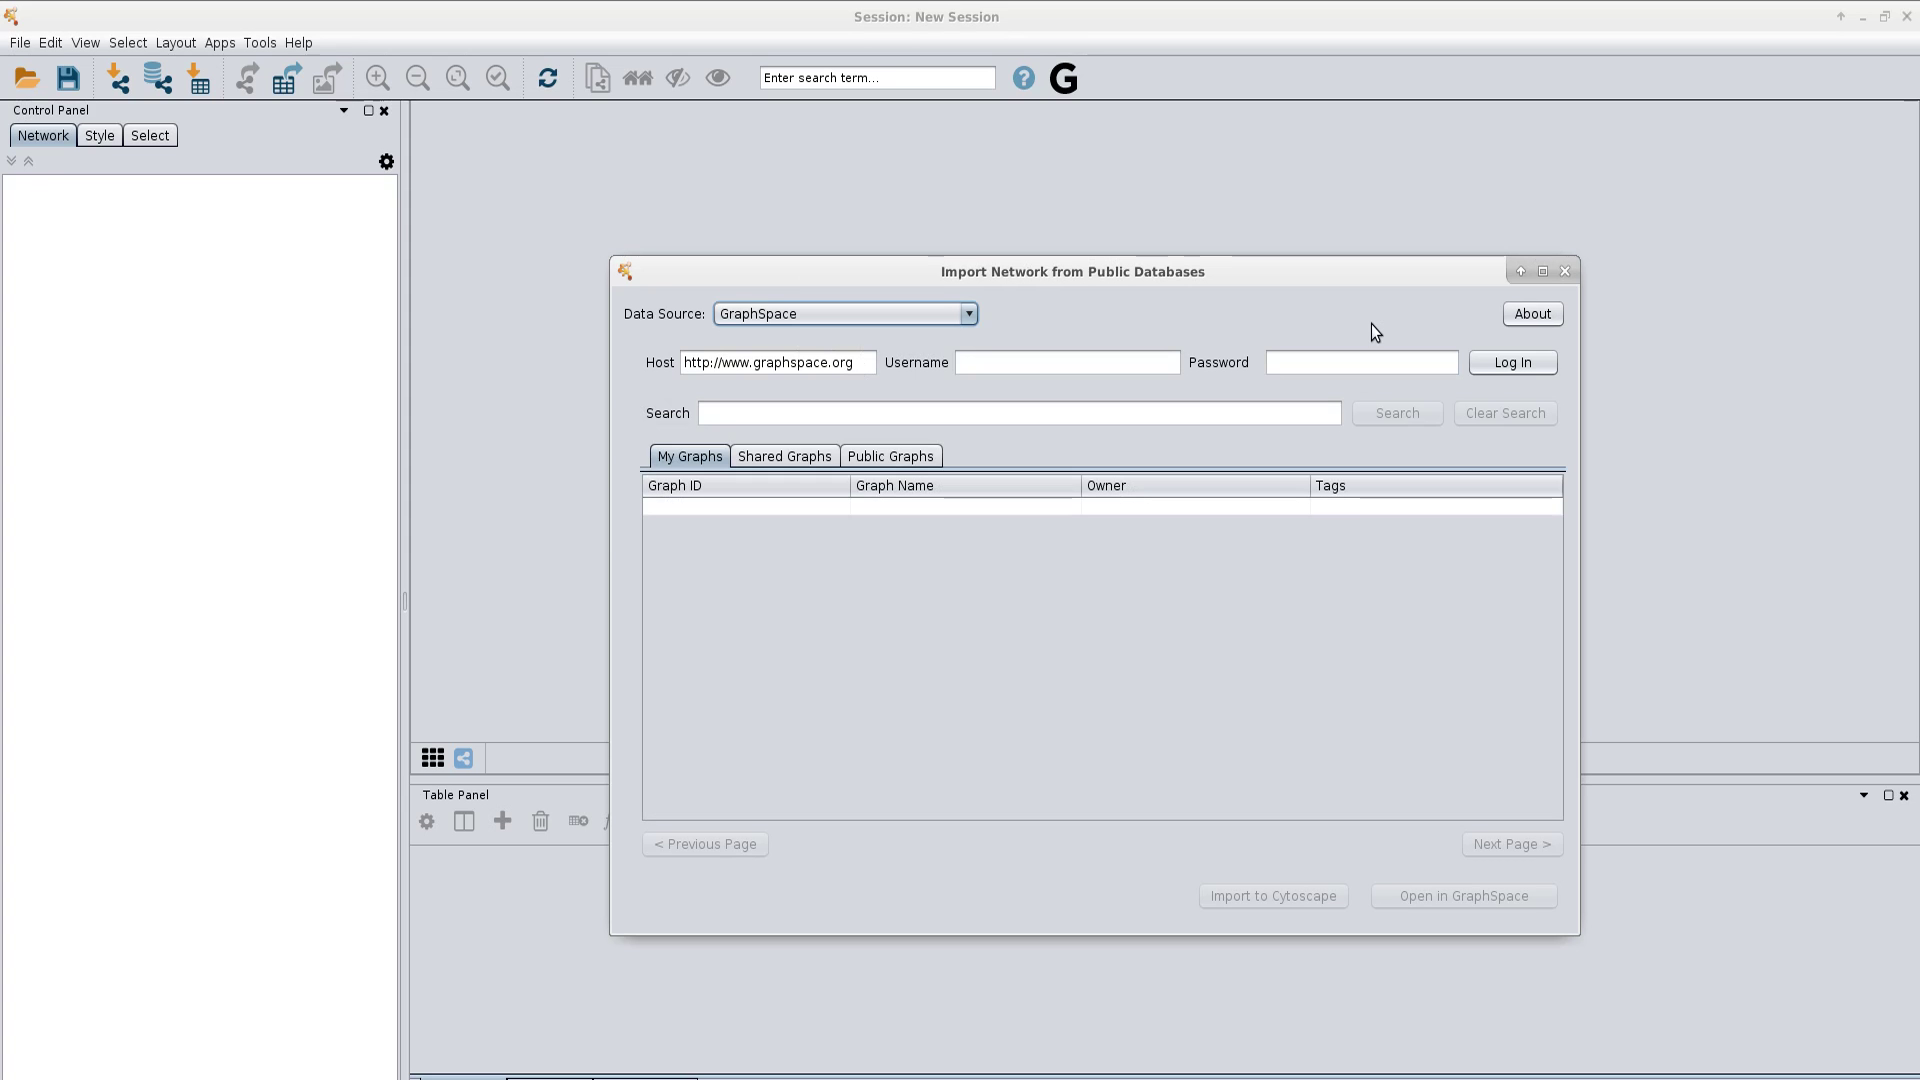 Session: New Session
File Edit View Select Layout Apps Tools Help
Enter search term...
? G
Control Panel
Network Style Select
Import Network from Public Databases
Data Source: GraphSpace About
Host http://www.graphspace.org Username Password Log In
Search Search Clear Search
My Graphs Shared Graphs Public Graphs
Graph ID Graph Name Owner Tags
Table Panel
< Previous Page Next Page >
Import to Cytoscape Open in GraphSpace